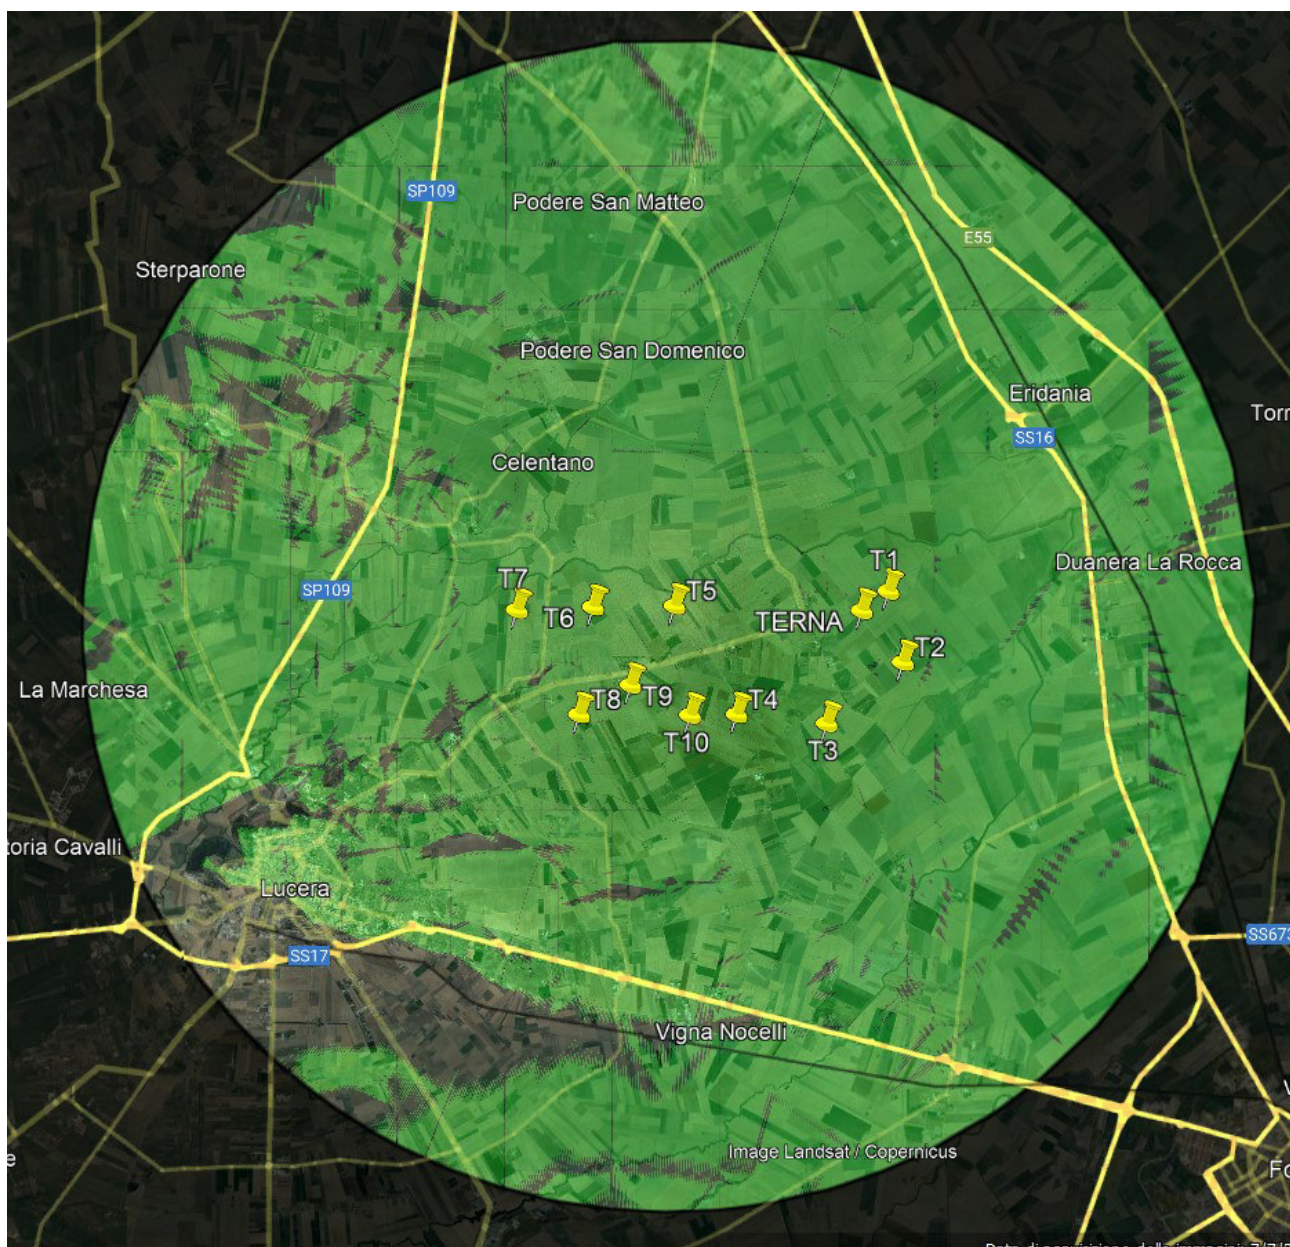 SP109
Podere San Matteo
E55
Sterparone
Podere San Domenico
Eridania
Torr
SS16
Celentano
T1
Duanera La Rocca
T7
SP109
T6
T5
TERNA
T2
La Marchesa
T8
T9
T4
T10
T3
toria Cavalli
Lucera
SS17
SS673
Vigna Nocelli
Image Landsat / Copernicus
Fo
e